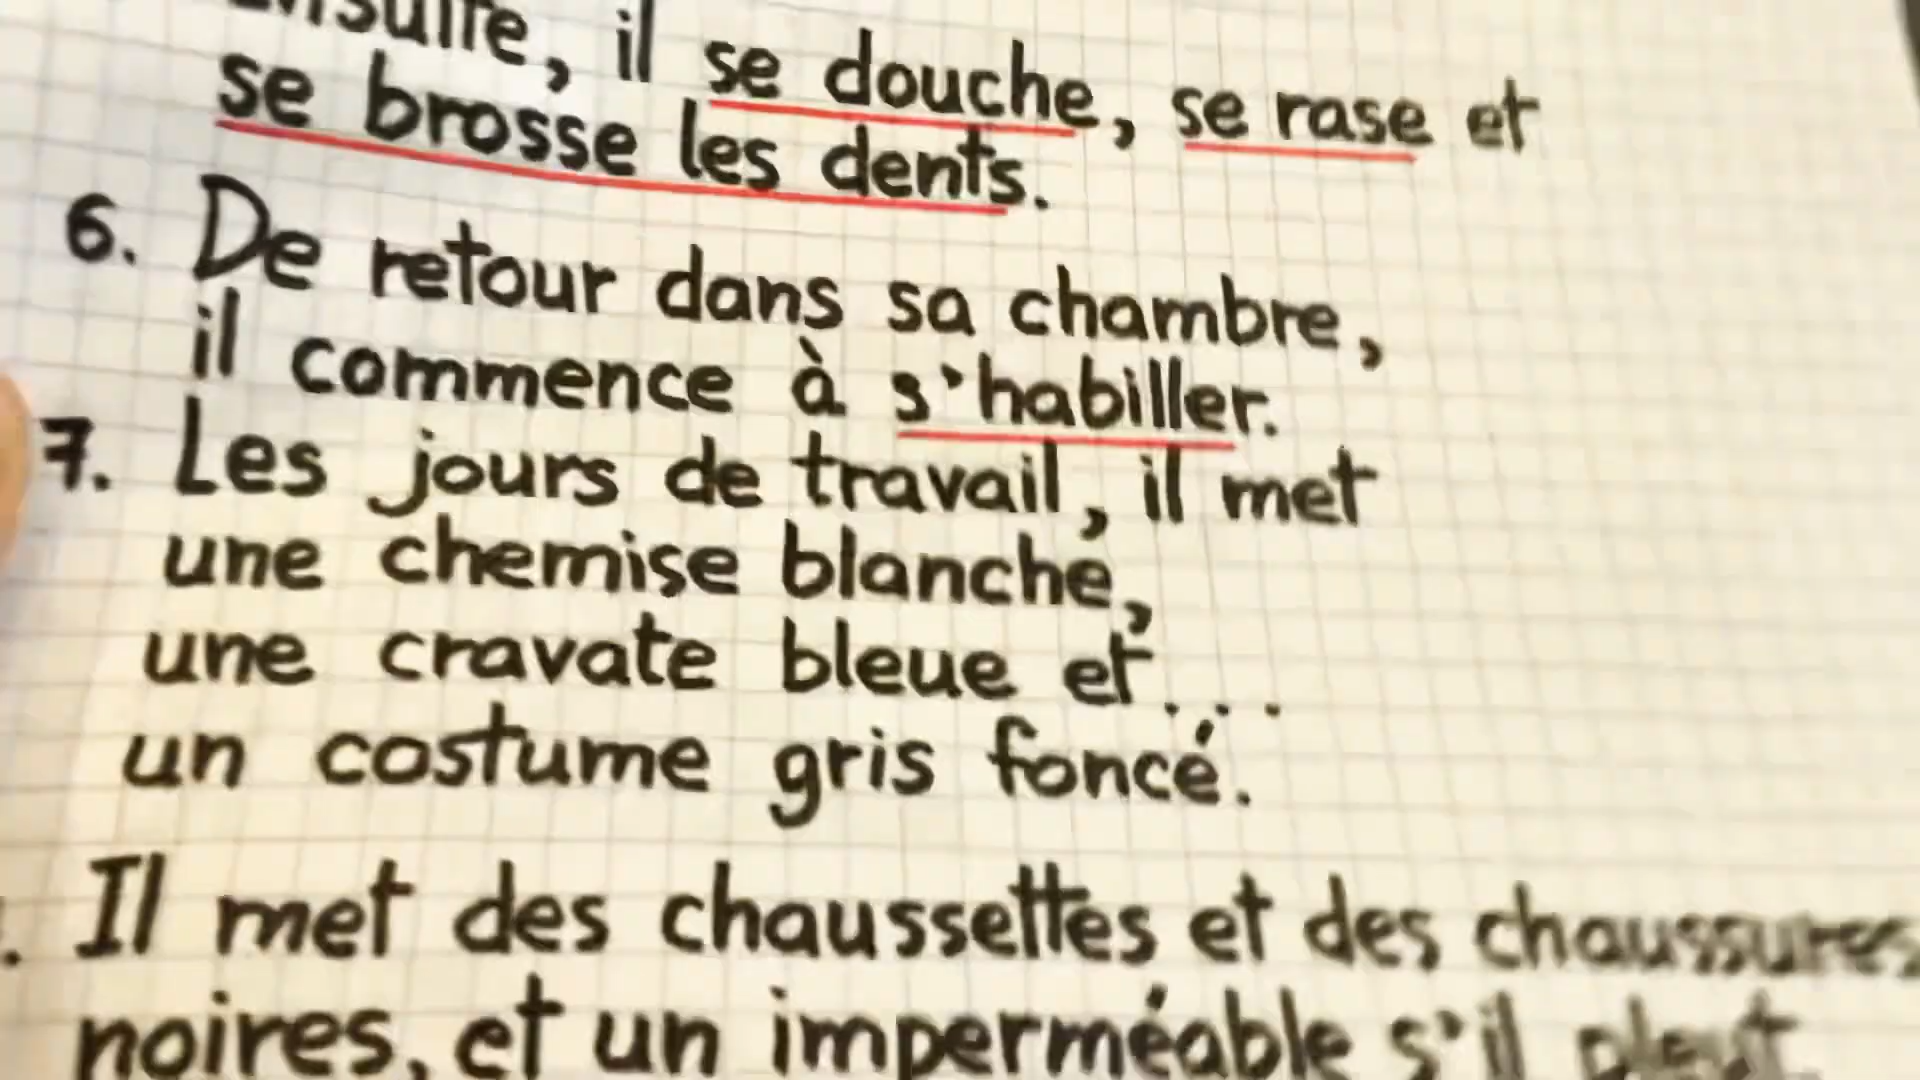 Ensuite, il se douche, se rase et
se brosse les dents.
6. De retour dans sa chambre,
il commence à s'habiller.
7. Les jours de travail, il met
une chemise blanche,
une cravate bleue et...
un costume gris foncé.
. Il met des chaussettes et des chaussures
noires, et un imperméable s'il pleut